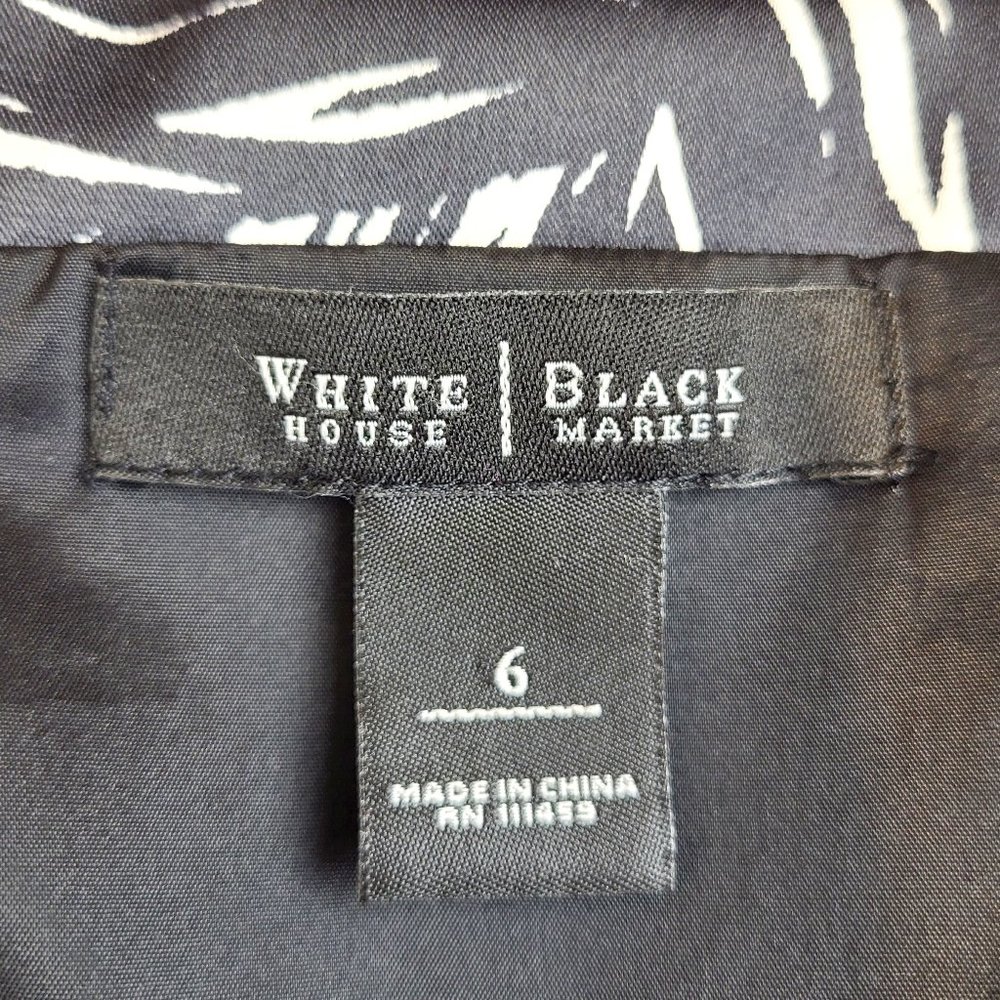 WHITE | BLACK
HOUSE | MARKET
6
MADE IN CHINA
RN 111459